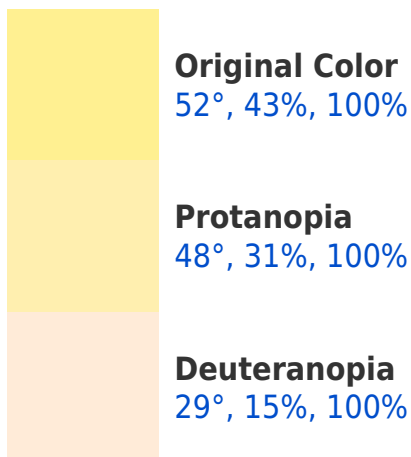 Original Color
52°, 43%, 100%
Protanopia
48°, 31%, 100%
Deuteranopia
29°, 15%, 100%